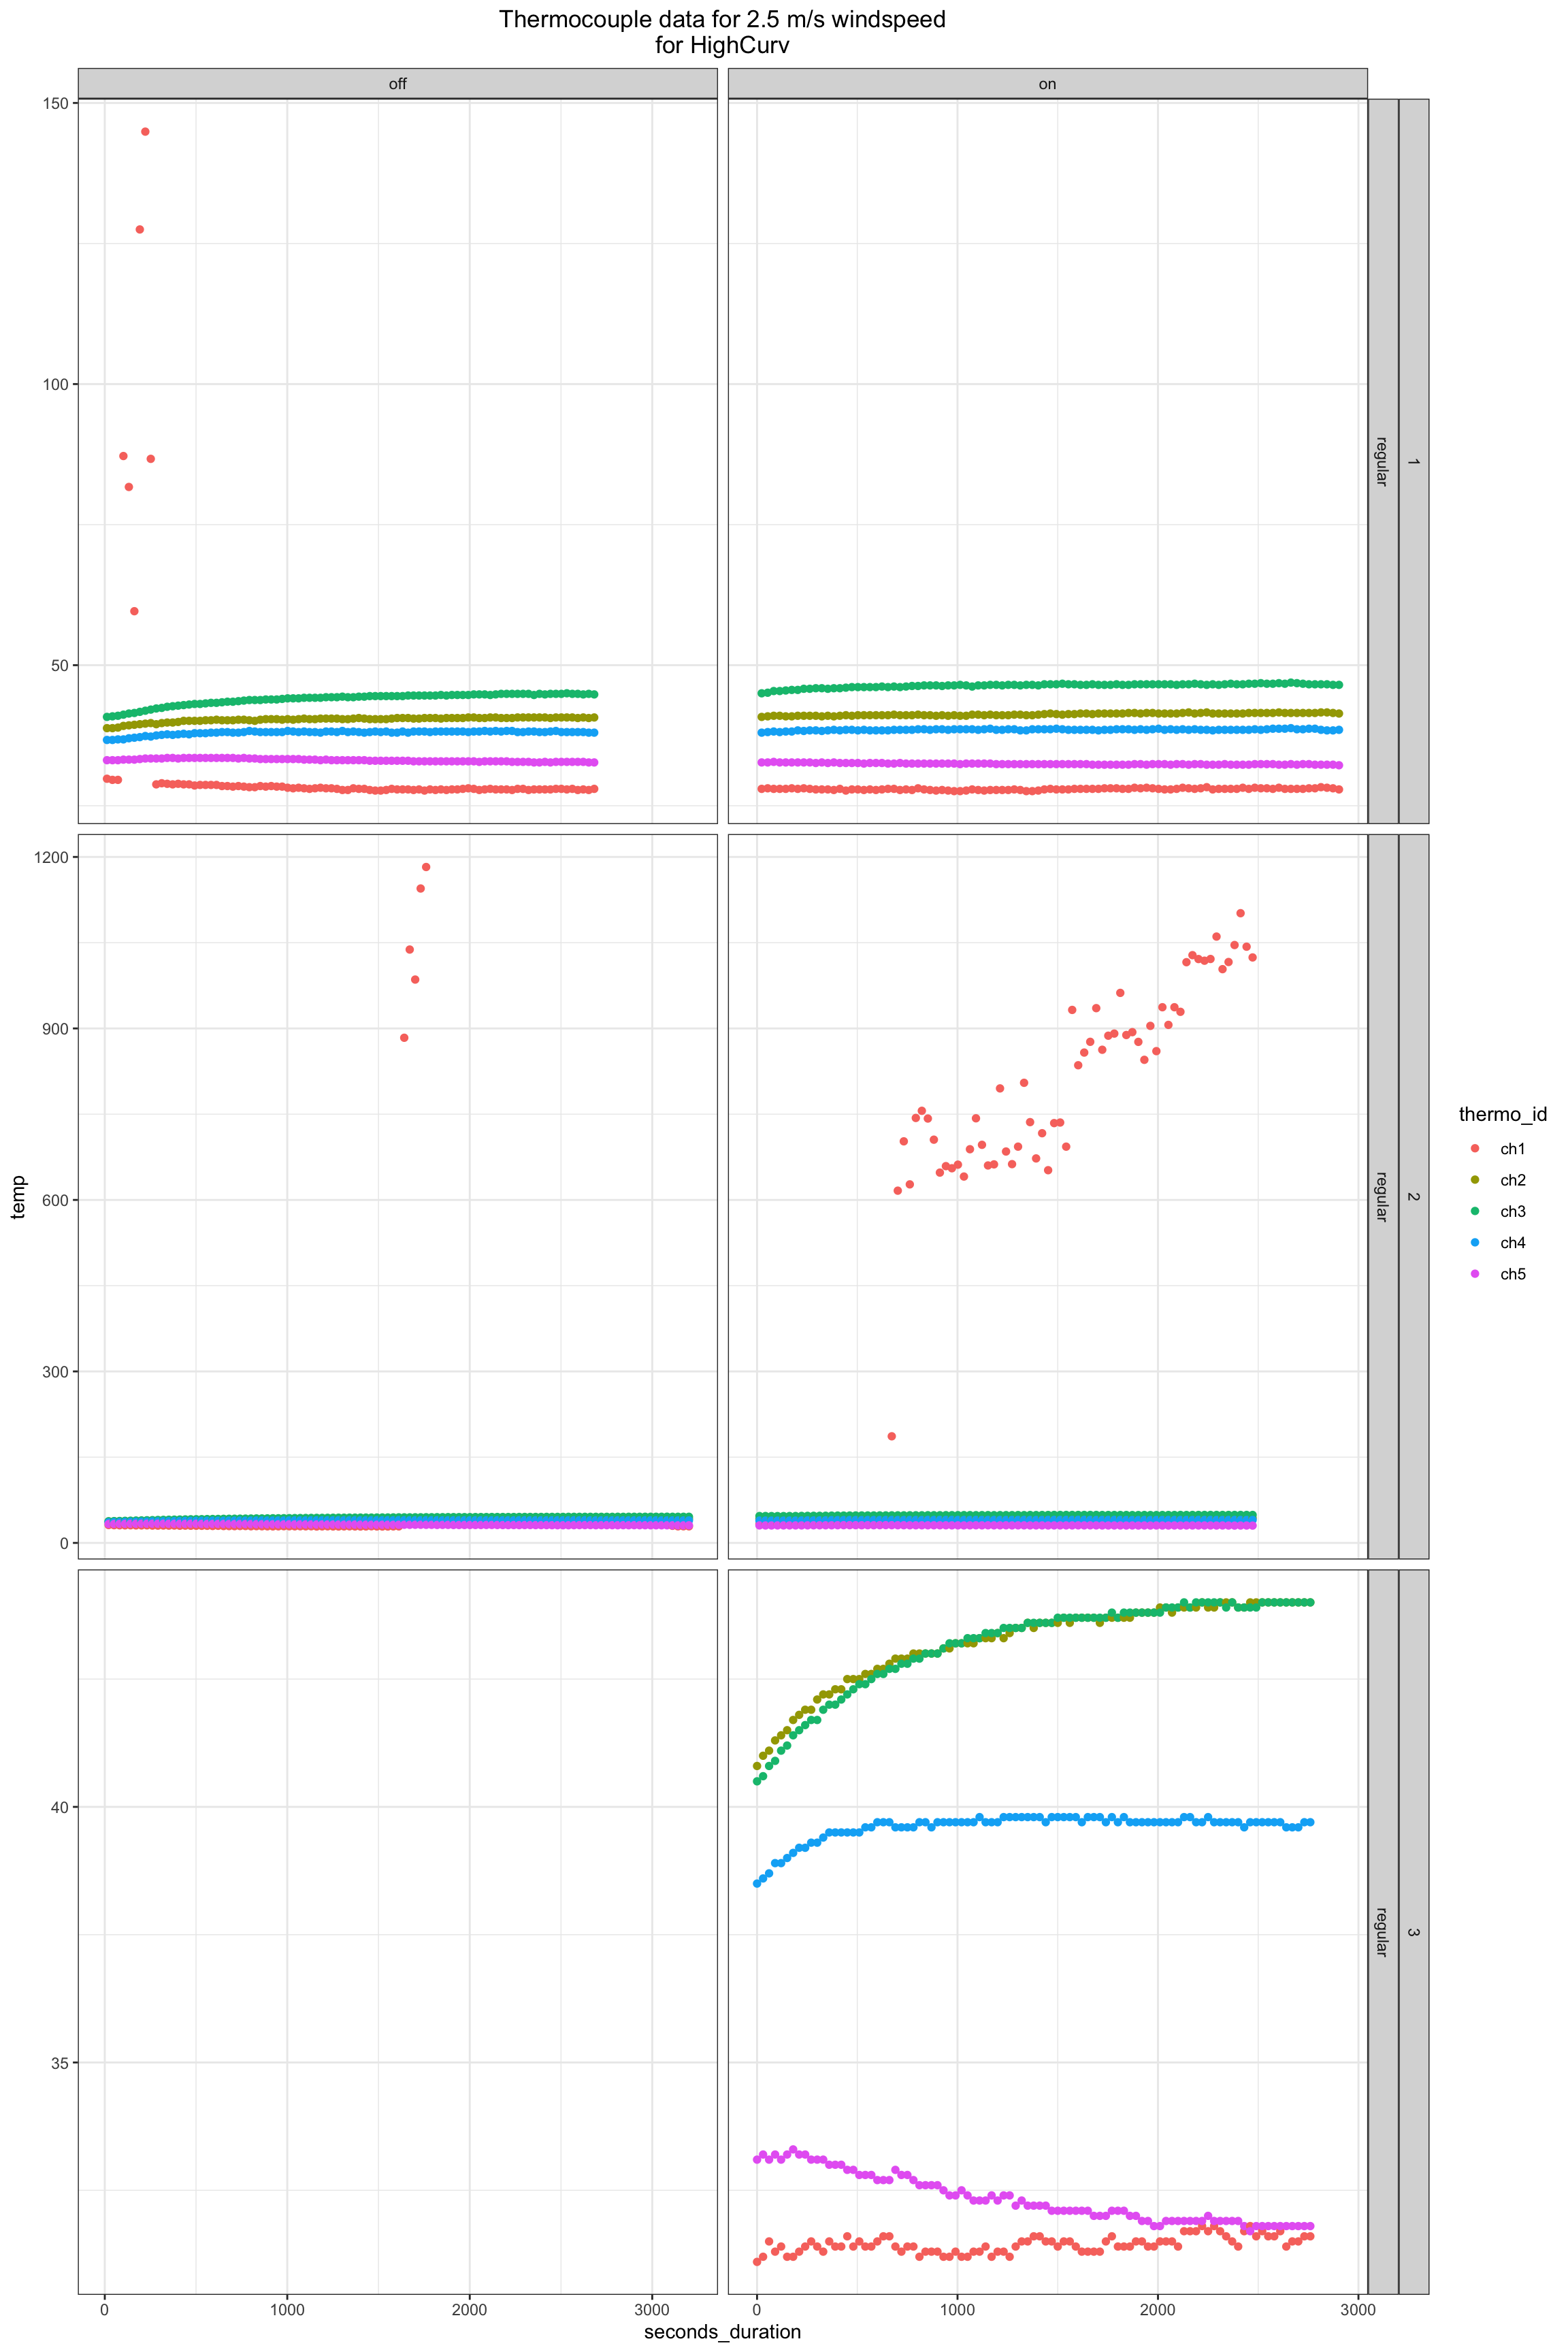 Thermocouple data for 2.5 m/s windspeed
for HighCurv
off
on
150
100
50
regular
1
1200
900
600
300
0
regular
2
temp
thermo_id
ch1
ch2
ch3
ch4
ch5
40
35
regular
3
0
1000
2000
3000
0
1000
2000
3000
seconds_duration